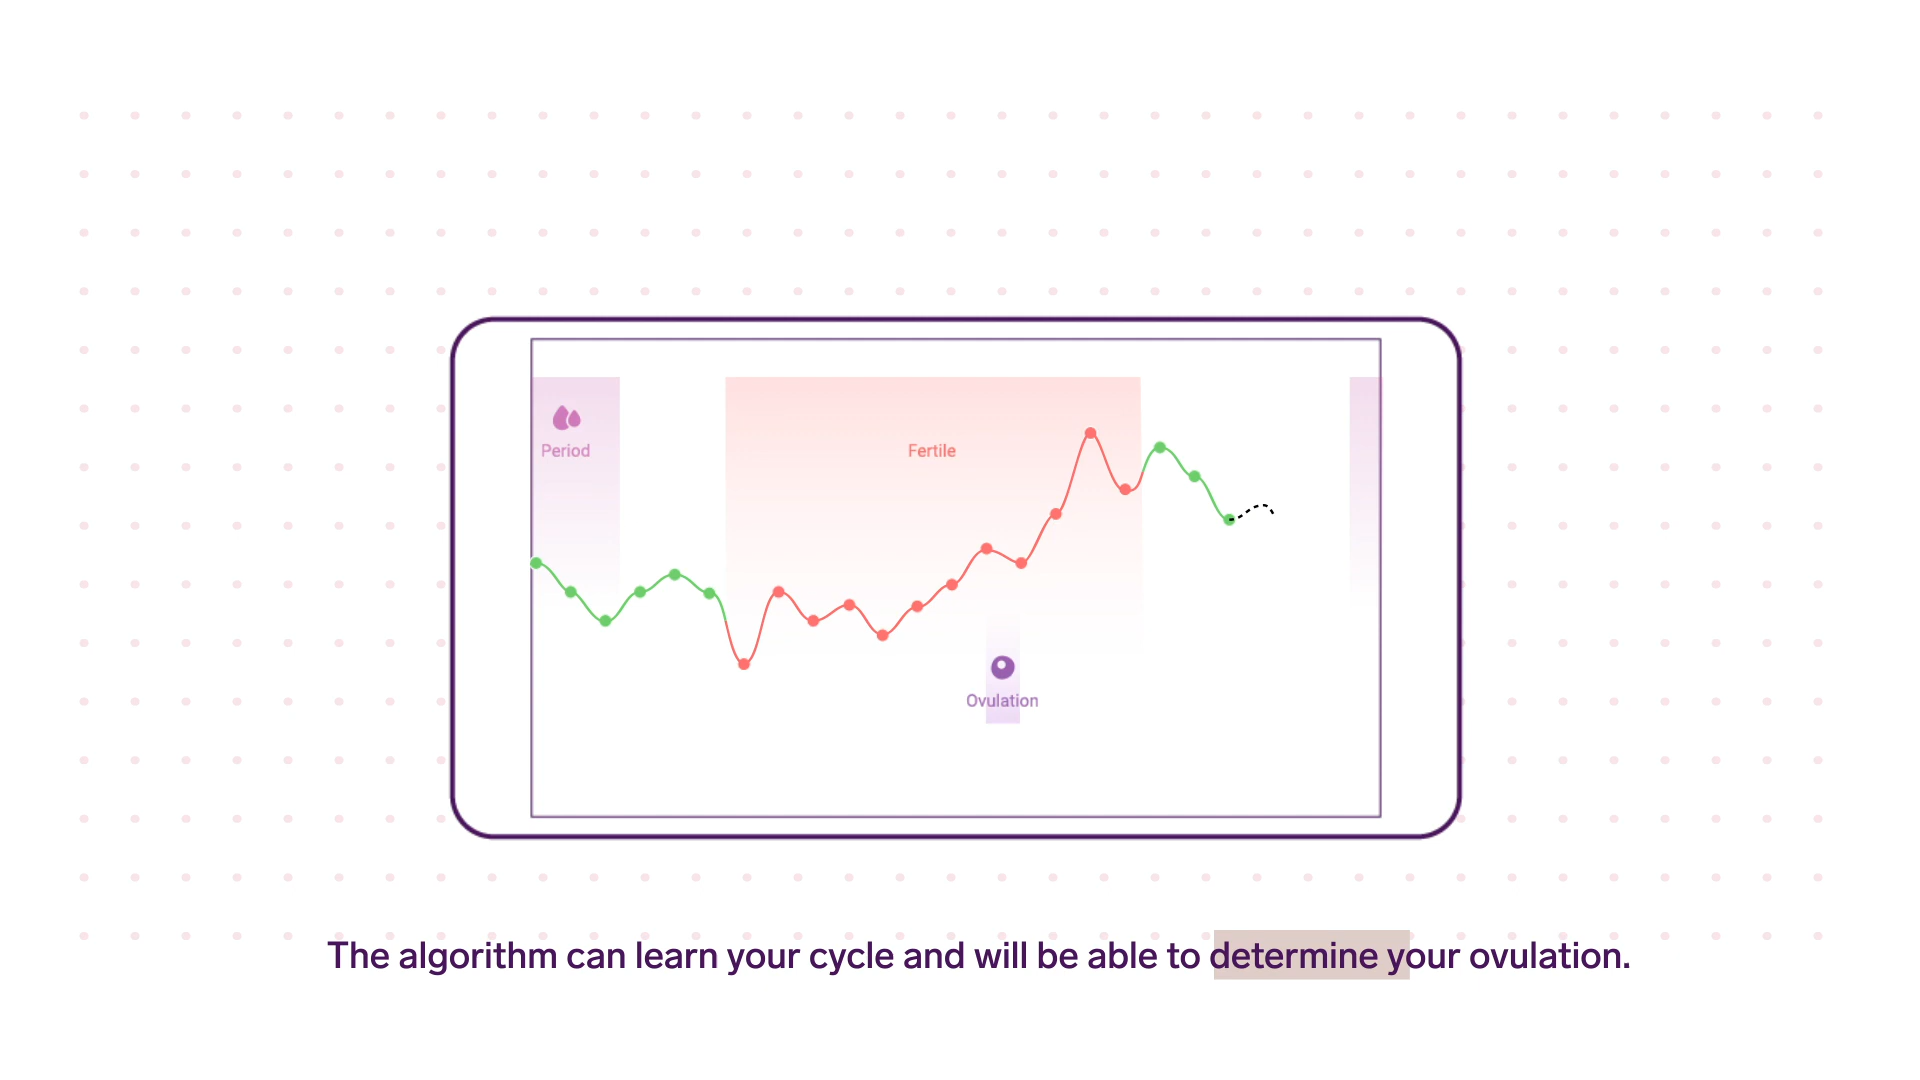 Period
Fertile
Ovulation
The algorithm can learn your cycle and will be able to determine your ovulation.